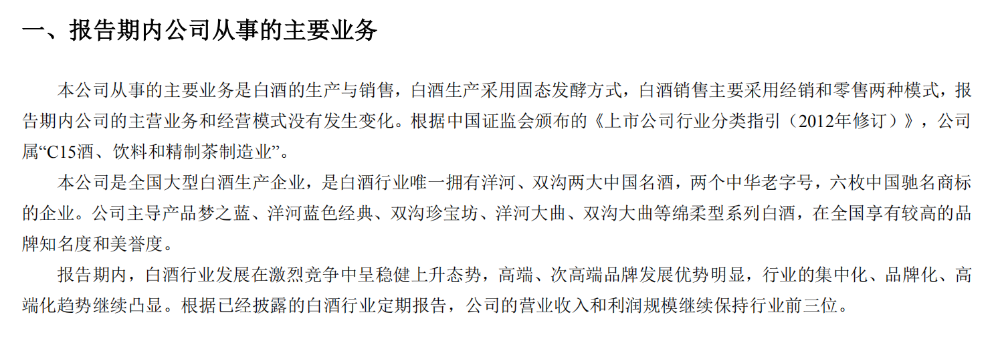 一、报告期内公司从事的主要业务
本公司从事的主要业务是白酒的生产与销售，白酒生产采用固态发酵方式，白酒销售主要采用经销和零售两种模式，报
告期内公司的主营业务和经营模式没有发生变化。根据中国证监会颁布的《上市公司行业分类指引（2012年修订）》，公司
属“C15酒、饮料和精制茶制造业”。
本公司是全国大型白酒生产企业，是白酒行业唯一拥有洋河、双沟两大中国名酒，两个中华老字号，六枚中国驰名商标
的企业。公司主导产品梦之蓝、洋河蓝色经典、双沟珍宝坊、洋河大曲、双沟大曲等绵柔型系列白酒，在全国享有较高的品
牌知名度和美誉度。
报告期内，白酒行业发展在激烈竞争中呈稳健上升态势，高端、次高端品牌发展优势明显，行业的集中化、品牌化、高
端化趋势继续凸显。根据已经披露的白酒行业定期报告，公司的营业收入和利润规模继续保持行业前三位。